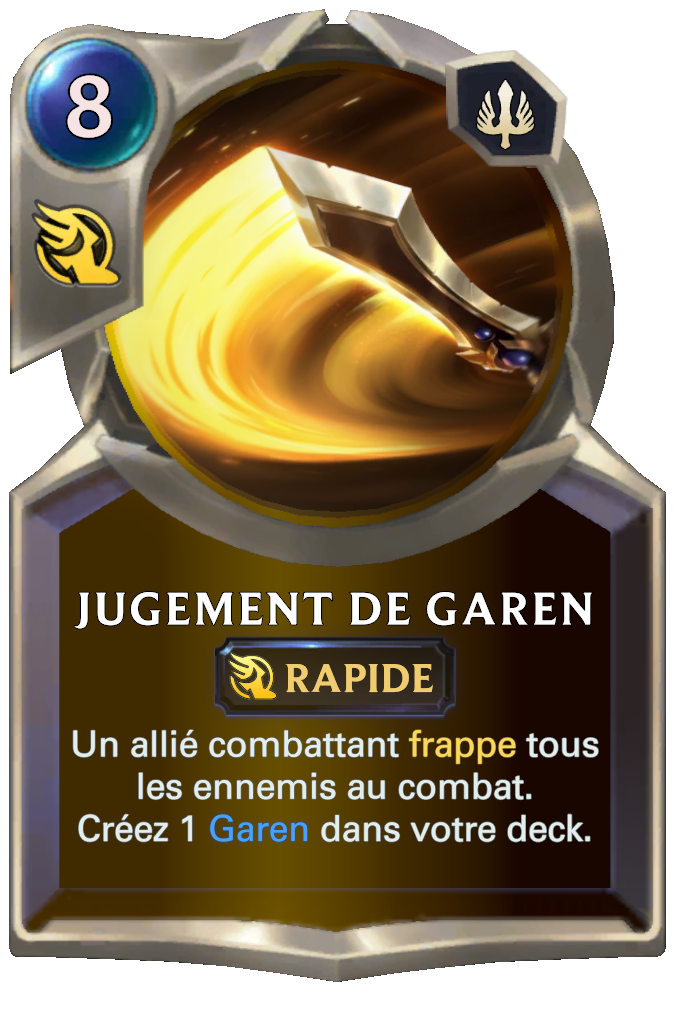 8
JUGEMENT DE GAREN
RAPIDE
Un allié combattant frappe tous
les ennemis au combat.
Créez 1 Garen dans votre deck.